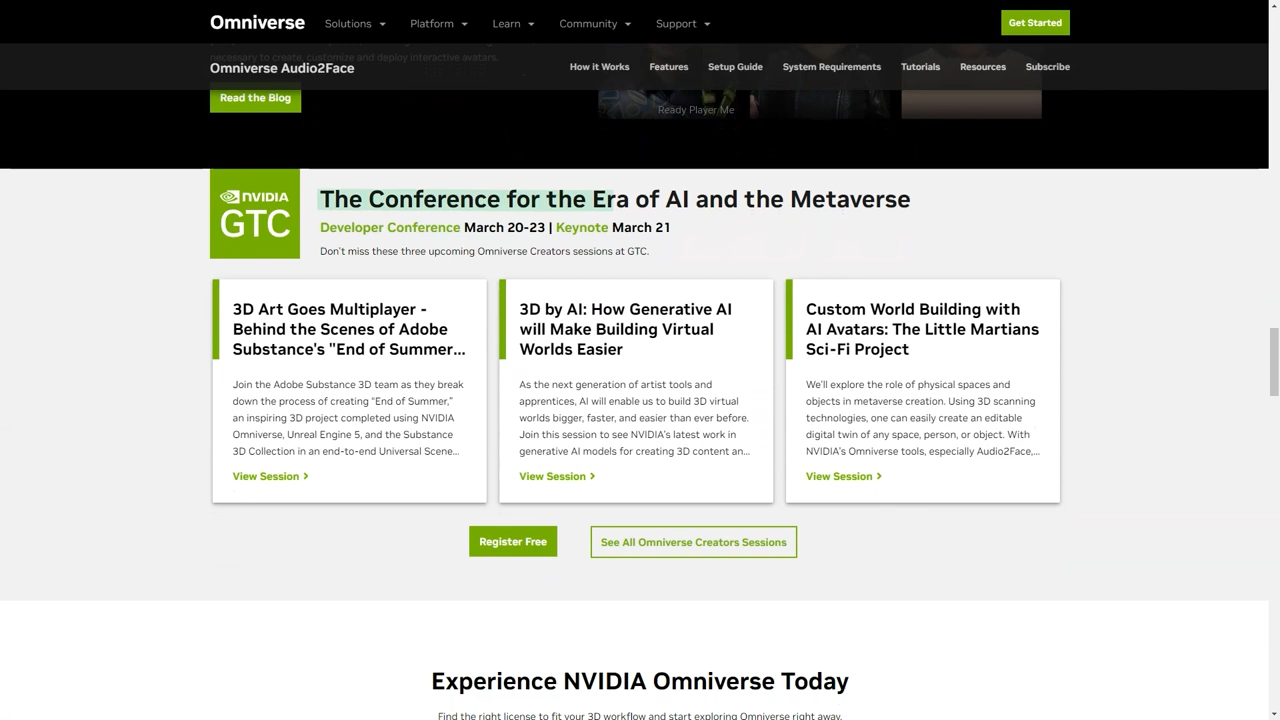 Omniverse Solutions Platform Learn Community Support Get Started
necessary to create, customize and deploy interactive avatars.
Omniverse Audio2Face How it Works Features Setup Guide System Requirements Tutorials Resources Subscribe
Read the Blog
Ready Player Me
NVIDIA
GTC
The Conference for the Era of AI and the Metaverse
Developer Conference March 20-23 | Keynote March 21
Don't miss these three upcoming Omniverse Creators sessions at GTC.
3D Art Goes Multiplayer -
Behind the Scenes of Adobe
Substance's "End of Summer...
Join the Adobe Substance 3D team as they break
down the process of creating "End of Summer,"
an inspiring 3D project completed using NVIDIA
Omniverse, Unreal Engine 5, and the Substance
3D Collection in an end-to-end Universal Scene...
View Session
3D by AI: How Generative AI
will Make Building Virtual
Worlds Easier
As the next generation of artist tools and
apprentices, AI will enable us to build 3D virtual
worlds bigger, faster, and easier than ever before.
Join this session to see NVIDIA's latest work in
generative AI models for creating 3D content an...
View Session
Custom World Building with
AI Avatars: The Little Martians
Sci-Fi Project
We'll explore the role of physical spaces and
objects in metaverse creation. Using 3D scanning
technologies, one can easily create an editable
digital twin of any space, person, or object. With
NVIDIA's Omniverse tools, especially Audio2Face,...
View Session
Register Free
See All Omniverse Creators Sessions
Experience NVIDIA Omniverse Today
Find the right license to fit your 3D workflow and start exploring Omniverse right away.